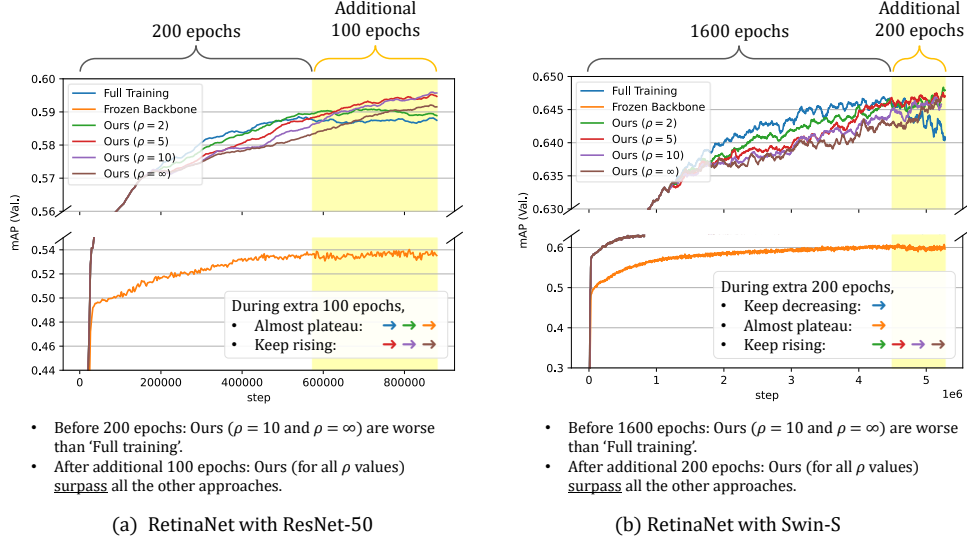 200 epochs
Additional
100 epochs
0.60
0.59
0.58
0.57
0.56
0.54
0.52
0.50
0.48
0.46
0.44
mAP (Val.)
Full Training
Frozen Backbone
Ours (ρ = 2)
Ours (ρ = 5)
Ours (ρ = 10)
Ours (ρ = ∞)
During extra 100 epochs,
• Almost plateau: → → →
• Keep rising: → → →
0
200000
400000
600000
800000
step
• Before 200 epochs: Ours (ρ = 10 and ρ = ∞) are worse
than ‘Full training’.
• After additional 100 epochs: Ours (for all ρ values)
surpass all the other approaches.
(a) RetinaNet with ResNet-50
1600 epochs
Additional
200 epochs
0.650
0.645
0.640
0.635
0.630
0.6
0.5
0.4
0.3
mAP (Val.)
Full Training
Frozen Backbone
Ours (ρ = 2)
Ours (ρ = 5)
Ours (ρ = 10)
Ours (ρ = ∞)
During extra 200 epochs,
• Keep decreasing: →
• Almost plateau: →
• Keep rising: → → → →
0
1
2
3
4
5
1e6
step
• Before 1600 epochs: Ours (ρ = 10 and ρ = ∞) are worse
than ‘Full training’.
• After additional 200 epochs: Ours (for all ρ values)
surpass all the other approaches.
(b) RetinaNet with Swin-S